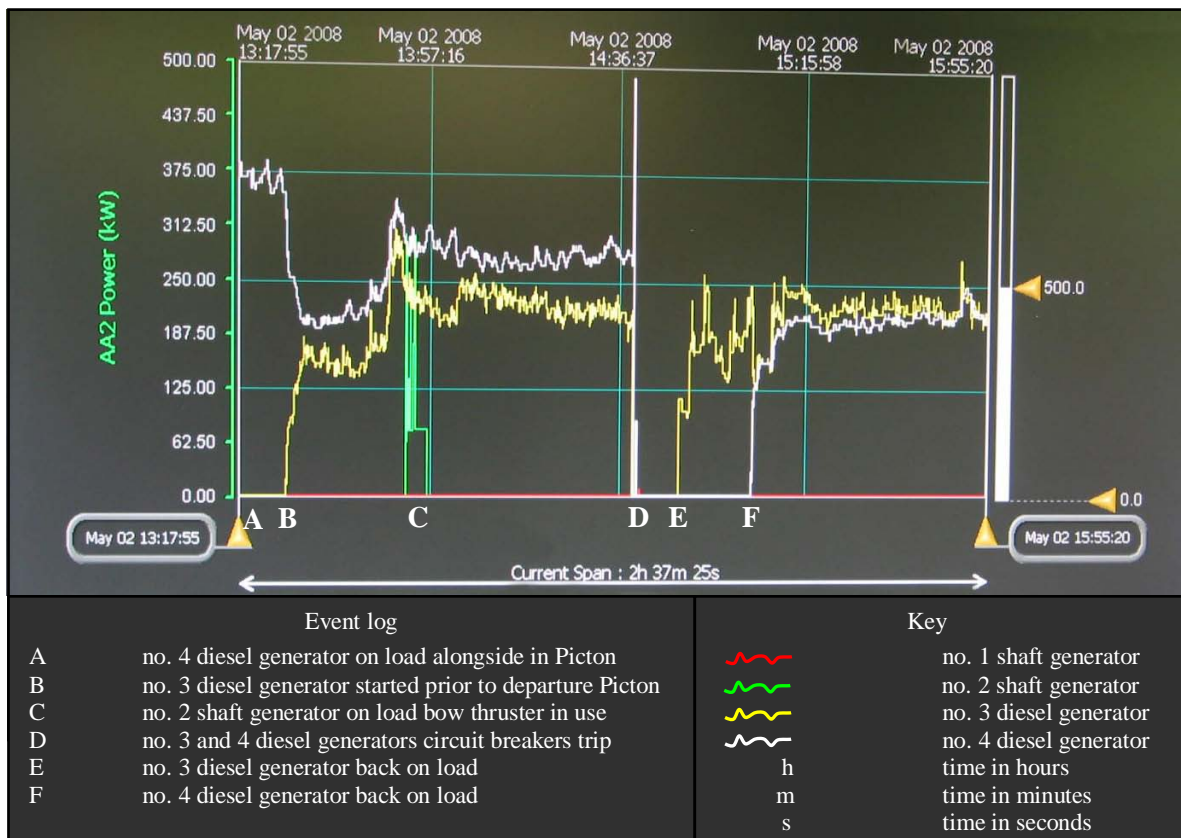 May 02 2008 May 02 2008 May 02 2008 May 02 2008 May 02 2008
13:17:55 13:57:16 14:36:37 15:15:58 15:55:20
500.00
437.50
375.00
312.50
250.00
187.50
125.00
62.50
0.00
AA2 Power (kW)
500.0
0.0
A B C D E F
May 02 13:17:55
May 02 15:55:20
Current Span : 2h 37m 25s
Event log
A no. 4 diesel generator on load alongside in Picton
B no. 3 diesel generator started prior to departure Picton
C no. 2 shaft generator on load bow thruster in use
D no. 3 and 4 diesel generators circuit breakers trip
E no. 3 diesel generator back on load
F no. 4 diesel generator back on load
Key
no. 1 shaft generator
no. 2 shaft generator
no. 3 diesel generator
no. 4 diesel generator
h time in hours
m time in minutes
s time in seconds